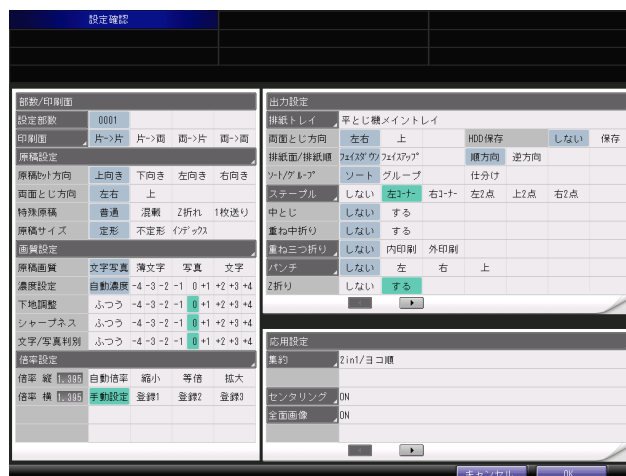 設定確認
部数/印刷面
設定部数 0001
印刷面 片->片 片->両 両->片 両->両
原稿設定
原稿ｾｯﾄ方向 上向き 下向き 左向き 右向き
両面とじ方向 左右 上
特殊原稿 普通 混載 Z折れ 1枚送り
原稿サイズ 定形 不定形 ｲﾝﾃﾞｯｸｽ
画質設定
原稿画質 文字写真 薄文字 写真 文字
濃度設定 自動濃度 -4 -3 -2 -1 0 +1 +2 +3 +4
下地調整 ふつう -4 -3 -2 -1 0 +1 +2 +3 +4
シャープネス ふつう -4 -3 -2 -1 0 +1 +2 +3 +4
文字/写真判別 ふつう -4 -3 -2 -1 0 +1 +2 +3 +4
倍率設定
倍率 縦 1.395 自動倍率 縮小 等倍 拡大
倍率 横 1.395 手動設定 登録1 登録2 登録3
出力設定
排紙トレイ 平とじ機メイントレイ
両面とじ方向 左右 上 HDD保存 しない 保存
排紙面/排紙順 ﾌｪｲｽﾀﾞｳﾝ ﾌｪｲｽｱｯﾌﾟ 順方向 逆方向
ｿｰﾄ/ｸﾞﾙｰﾌﾟ ソート グループ 仕分け
ステープル しない 左ｺｰﾅｰ 右ｺｰﾅｰ 左2点 上2点 右2点
中とじ しない する
重ね中折り しない する
重ね三つ折り しない 内印刷 外印刷
パンチ しない 左 右 上
Z折り しない する
応用設定
集約 2in1/ヨコ順
センタリング ON
全面画像 ON
キャンセル OK